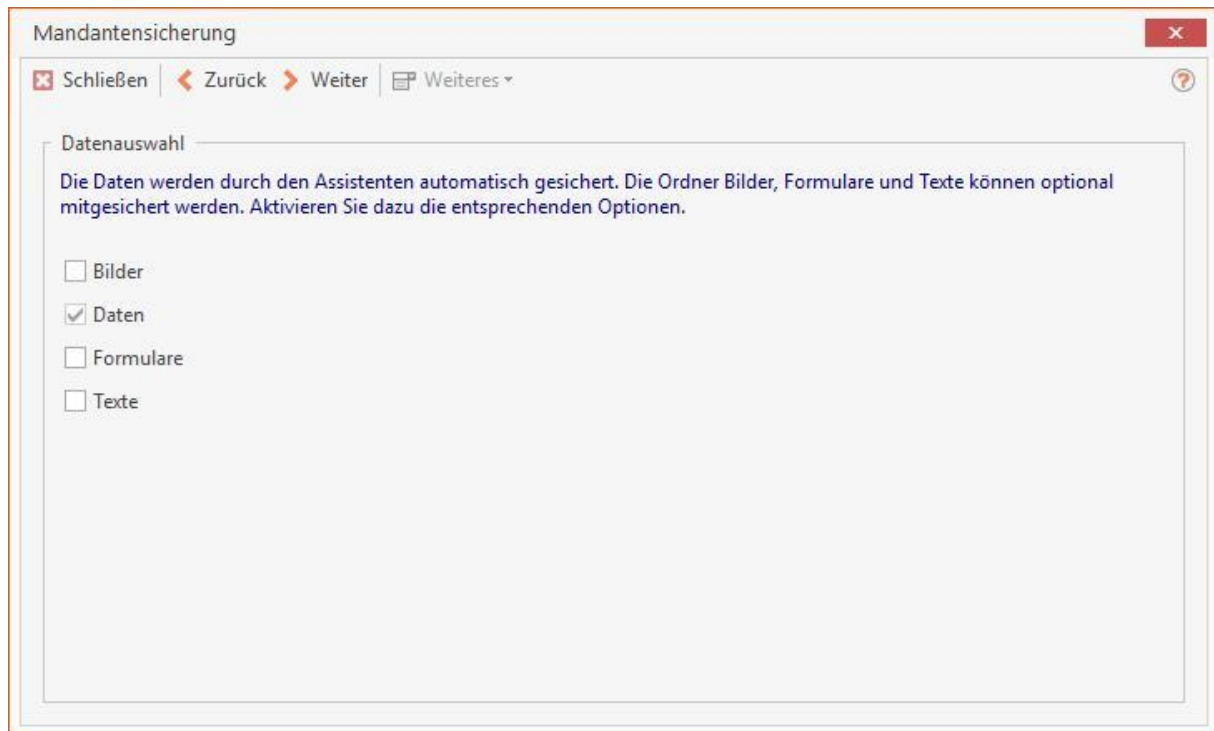 Mandantensicherung
Schließen Zurück Weiter Weiteres
Datenauswahl
Die Daten werden durch den Assistenten automatisch gesichert. Die Ordner Bilder, Formulare und Texte können optional
mitgesichert werden. Aktivieren Sie dazu die entsprechenden Optionen.
Bilder
Daten
Formulare
Texte